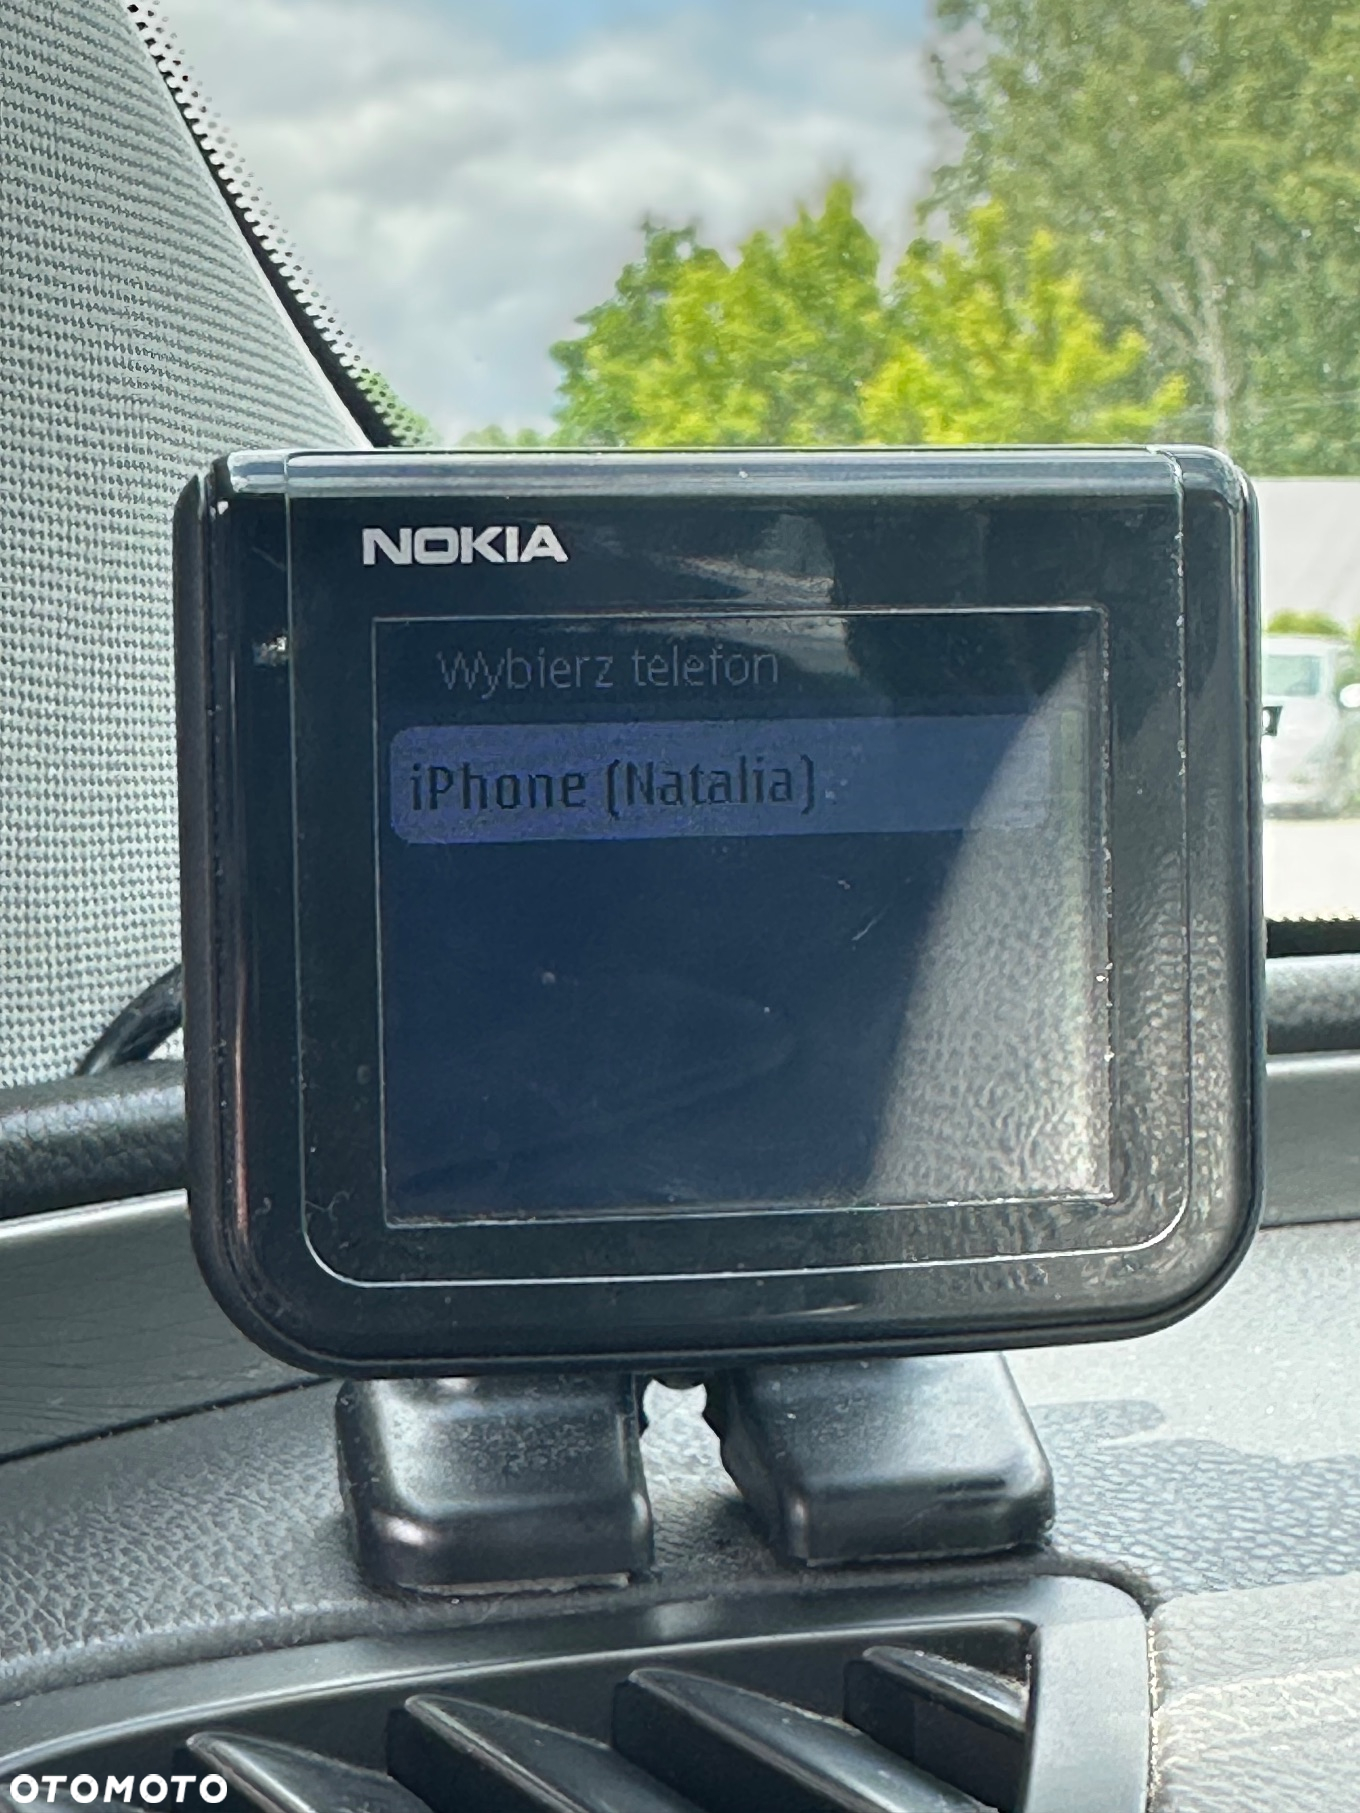 NOKIA
Wybierz telefon
iPhone (Natalia)
OTOMOTO